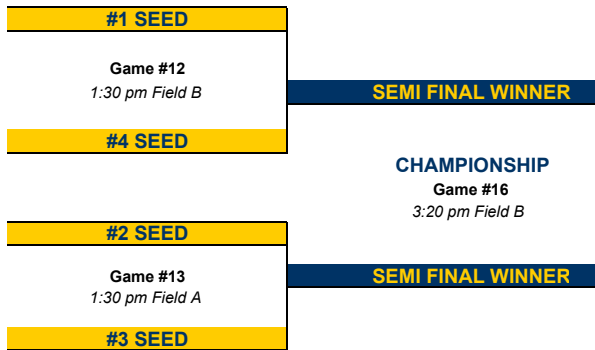 #1 SEED
Game #12
1:30 pm Field B
SEMI FINAL WINNER
#4 SEED
CHAMPIONSHIP
Game #16
3:20 pm Field B
#2 SEED
Game #13
SEMI FINAL WINNER
1:30 pm Field A
#3 SEED